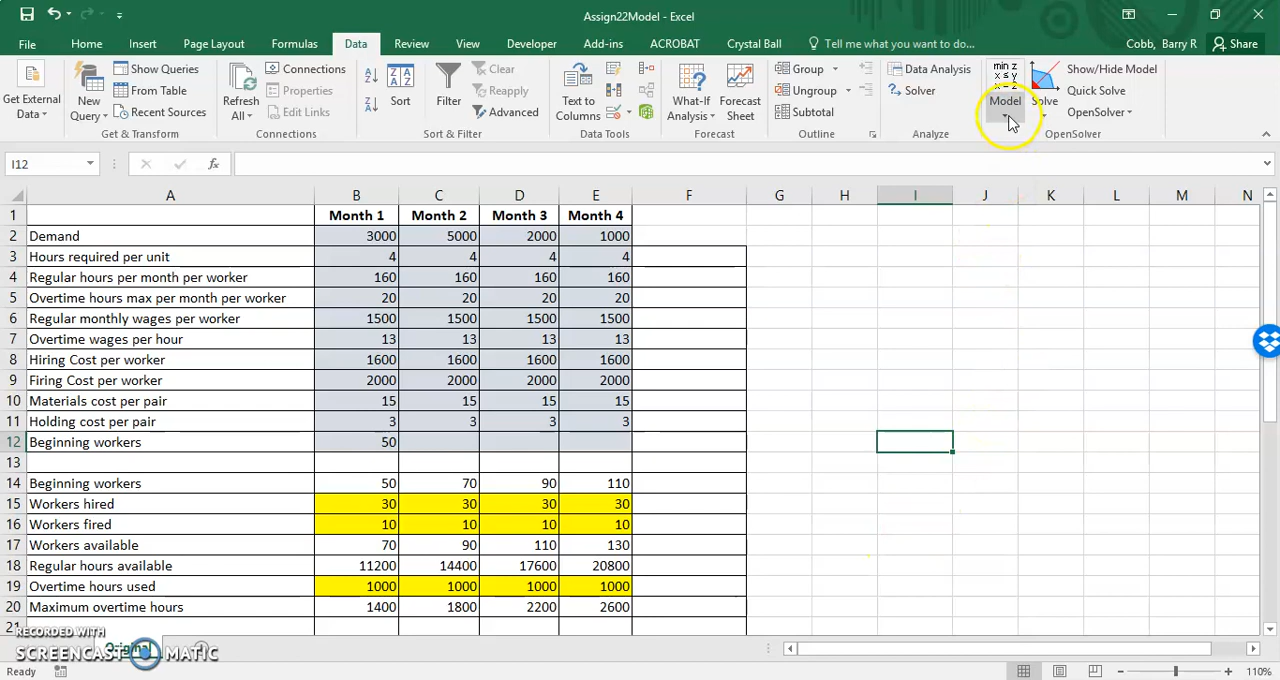 Assign22Model - Excel
File Home Insert Page Layout Formulas Data Review View Developer Add-ins ACROBAT Crystal Ball Tell me what you want to do... Cobb, Barry R Share
Get External Data
New Query
Show Queries
From Table
Recent Sources
Get & Transform
Refresh All
Connections
Properties
Edit Links
Connections
Sort
Filter
Clear
Reapply
Advanced
Sort & Filter
Text to Columns
Data Tools
What-If Analysis
Forecast Sheet
Forecast
Group
Ungroup
Subtotal
Outline
Data Analysis
Solver
Analyze
min z
x ≤ y
Model
Solve
Show/Hide Model
Quick Solve
OpenSolver
OpenSolver
I12 fx
A B C D E F G H I J K L M N
1 Month 1 Month 2 Month 3 Month 4
2 Demand 3000 5000 2000 1000
3 Hours required per unit 4 4 4 4
4 Regular hours per month per worker 160 160 160 160
5 Overtime hours max per month per worker 20 20 20 20
6 Regular monthly wages per worker 1500 1500 1500 1500
7 Overtime wages per hour 13 13 13 13
8 Hiring Cost per worker 1600 1600 1600 1600
9 Firing Cost per worker 2000 2000 2000 2000
10 Materials cost per pair 15 15 15 15
11 Holding cost per pair 3 3 3 3
12 Beginning workers 50
13
14 Beginning workers 50 70 90 110
15 Workers hired 30 30 30 30
16 Workers fired 10 10 10 10
17 Workers available 70 90 110 130
18 Regular hours available 11200 14400 17600 20800
19 Overtime hours used 1000 1000 1000 1000
20 Maximum overtime hours 1400 1800 2200 2600
21
RECORDED WITH
SCREENCAST MATIC
Original
Ready 110%